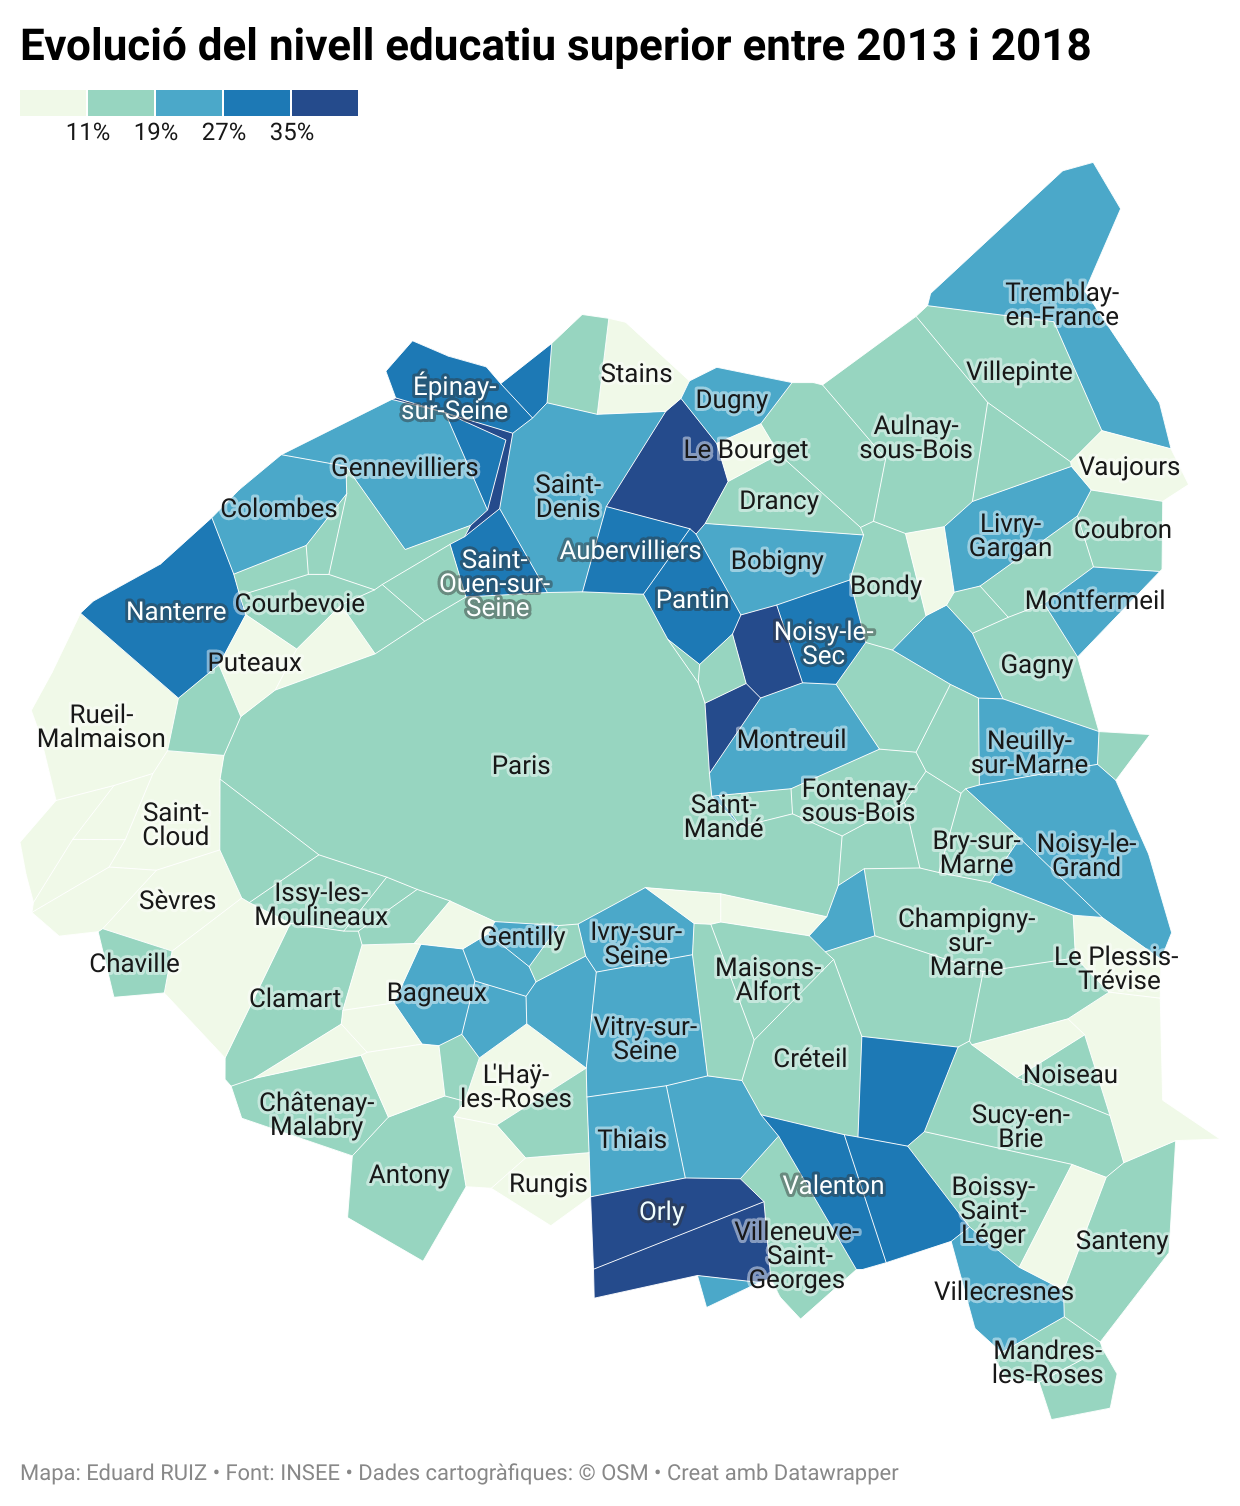 Evolució del nivell educatiu superior entre 2013 i 2018
11% 19% 27% 35%
Tremblay-
en-France
Villepinte
Stains
Épinay-
sur-Seine
Dugny
Aulnay-
sous-Bois
Le Bourget
Vaujours
Gennevilliers
Drancy
Saint-
Denis
Colombes
Livry-
Gargan
Coubron
Aubervilliers
Bobigny
Saint-
Ouen-sur-
Seine
Bondy
Pantin
Montfermeil
Courbevoie
Nanterre
Noisy-le-
Sec
Puteaux
Gagny
Rueil-
Malmaison
Montreuil
Neuilly-
sur-Marne
Paris
Fontenay-
sous-Bois
Saint-
Mandé
Saint-
Cloud
Bry-sur-
Marne
Noisy-le-
Grand
Sèvres
Issy-les-
Moulineaux
Champigny-
sur-
Marne
Gentilly
Ivry-sur-
Seine
Chaville
Le Plessis-
Trévise
Maisons-
Alfort
Clamart
Bagneux
Vitry-sur-
Seine
Créteil
L'Haÿ-
les-Roses
Noiseau
Châtenay-
Malabry
Sucy-en-
Brie
Thiais
Antony
Rungis
Valenton
Boissy-
Saint-
Léger
Orly
Villeneuve-
Saint-
Georges
Santeny
Villecresnes
Mandres-
les-Roses
Mapa: Eduard RUIZ • Font: INSEE • Dades cartogràfiques: © OSM • Creat amb Datawrapper